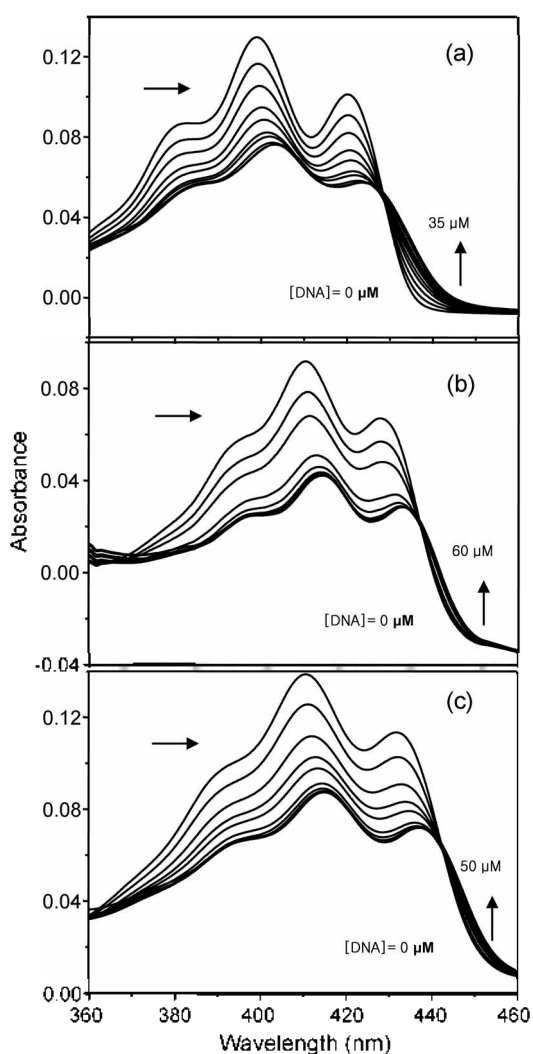 (a)
0.12
0.08
0.04
0.00
35 µM
[DNA]= 0 µM
(b)
0.08
0.04
0.00
-0.04
60 µM
[DNA]= 0 µM
Absorbance
(c)
0.12
0.08
0.04
0.00
50 µM
[DNA]= 0 µM
360 380 400 420 440 460
Wavelength (nm)